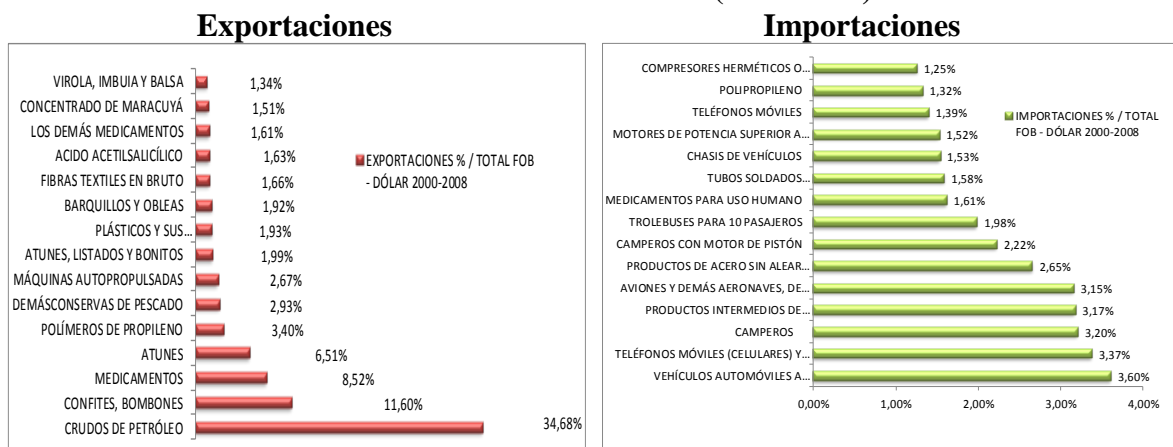 Exportaciones
VIROLA, IMBUIA Y BALSA 1,34%
CONCENTRADO DE MARACUYÁ 1,51%
LOS DEMÁS MEDICAMENTOS 1,61%
ACIDO ACETILSALICÍLICO 1,63%
FIBRAS TEXTILES EN BRUTO 1,66%
BARQUILLOS Y OBLEAS 1,92%
PLÁSTICOS Y SUS... 1,93%
ATUNES, LISTADOS Y BONITOS 1,99%
MÁQUINAS AUTOPROPULSADAS 2,67%
DEMÁSCONSERVAS DE PESCADO 2,93%
POLÍMEROS DE PROPILENO 3,40%
ATUNES 6,51%
MEDICAMENTOS 8,52%
CONFITES, BOMBONES 11,60%
CRUDOS DE PETRÓLEO 34,68%
EXPORTACIONES % / TOTAL FOB
- DÓLAR 2000-2008
Importaciones
COMPRESORES HERMÉTICOS O... 1,25%
POLIPROPILENO 1,32%
TELÉFONOS MÓVILES 1,39%
MOTORES DE POTENCIA SUPERIOR A... 1,52%
CHASIS DE VEHÍCULOS 1,53%
TUBOS SOLDADOS... 1,58%
MEDICAMENTOS PARA USO HUMANO 1,61%
TROLEBUSES PARA 10 PASAJEROS 1,98%
CAMPEROS CON MOTOR DE PISTÓN 2,22%
PRODUCTOS DE ACERO SIN ALEAR... 2,65%
AVIONES Y DEMÁS AERONAVES, DE... 3,15%
PRODUCTOS INTERMEDIOS DE... 3,17%
CAMPEROS 3,20%
TELÉFONOS MÓVILES (CELULARES) Y... 3,37%
VEHÍCULOS AUTOMÓVILES A... 3,60%
0,00% 1,00% 2,00% 3,00% 4,00%
IMPORTACIONES % / TOTAL
FOB - DÓLAR 2000-2008